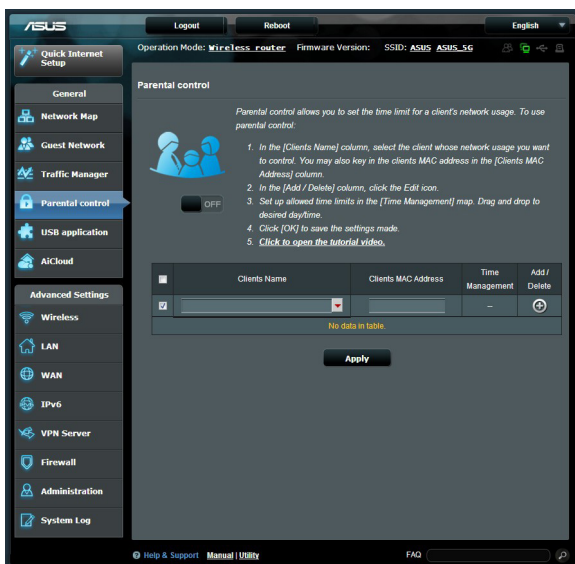 ASUS
Logout
Reboot
English
Quick Internet
Setup
Operation Mode: Wireless router Firmware Version: SSID: ASUS ASUS_5G
General
Network Map
Guest Network
Traffic Manager
Parental control
USB application
AiCloud
Advanced Settings
Wireless
LAN
WAN
IPv6
VPN Server
Firewall
Administration
System Log
Parental control
Parental control allows you to set the time limit for a client's network usage. To use
parental control:
1. In the [Clients Name] column, select the client whose network usage you want
to control. You may also key in the clients MAC address in the [Clients MAC
Address] column.
2. In the [Add / Delete] column, click the Edit icon.
3. Set up allowed time limits in the [Time Management] map. Drag and drop to
desired day/time.
4. Click [OK] to save the settings made.
5. Click to open the tutorial video.
OFF
Clients Name
Clients MAC Address
Time
Management
Add /
Delete
--
No data in table.
Apply
Help & Support Manual | Utility
FAQ